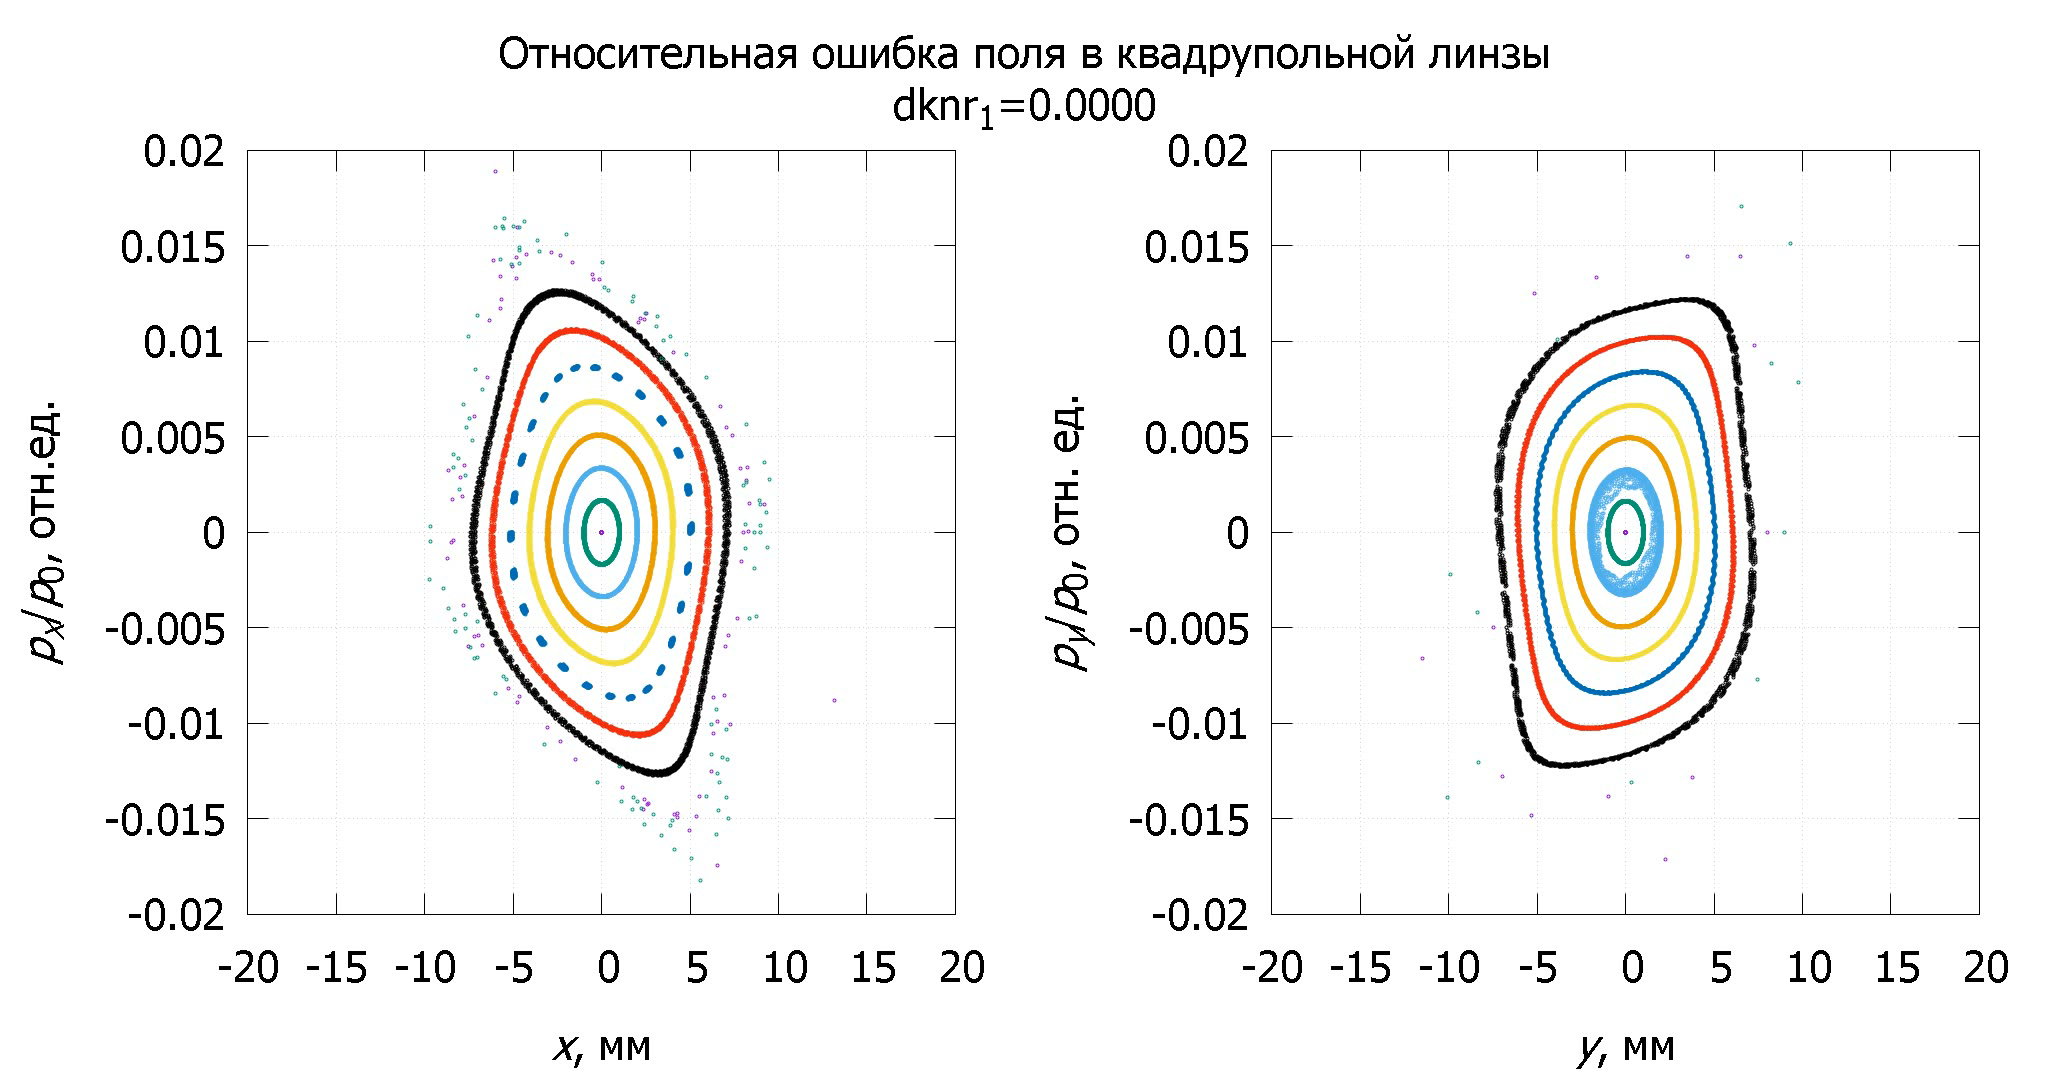 Относительная ошибка поля в квадрупольной линзы
dknr₁=0.0000
0.02
0.015
0.01
0.005
0
-0.005
-0.01
-0.015
-0.02
pₓ/p₀, отн.ед.
-20 -15 -10 -5 0 5 10 15 20
x, мм
0.02
0.015
0.01
0.005
0
-0.005
-0.01
-0.015
-0.02
py/p₀, отн. ед.
-20 -15 -10 -5 0 5 10 15 20
y, мм